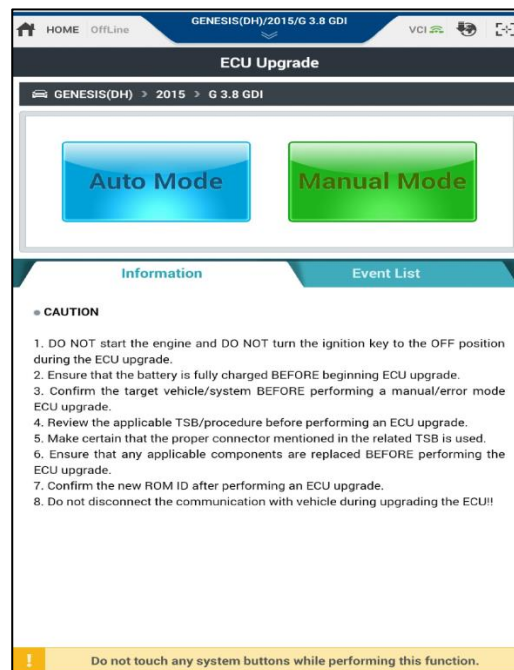 HOME OffLine GENESIS(DH)/2015/G 3.8 GDI VCI
ECU Upgrade
GENESIS(DH) > 2015 > G 3.8 GDI
Auto Mode Manual Mode
Information Event List
CAUTION
1. DO NOT start the engine and DO NOT turn the ignition key to the OFF position
during the ECU upgrade.
2. Ensure that the battery is fully charged BEFORE beginning ECU upgrade.
3. Confirm the target vehicle/system BEFORE performing a manual/error mode
ECU upgrade.
4. Review the applicable TSB/procedure before performing an ECU upgrade.
5. Make certain that the proper connector mentioned in the related TSB is used.
6. Ensure that any applicable components are replaced BEFORE performing the
ECU upgrade.
7. Confirm the new ROM ID after performing an ECU upgrade.
8. Do not disconnect the communication with vehicle during upgrading the ECU!!
! Do not touch any system buttons while performing this function.